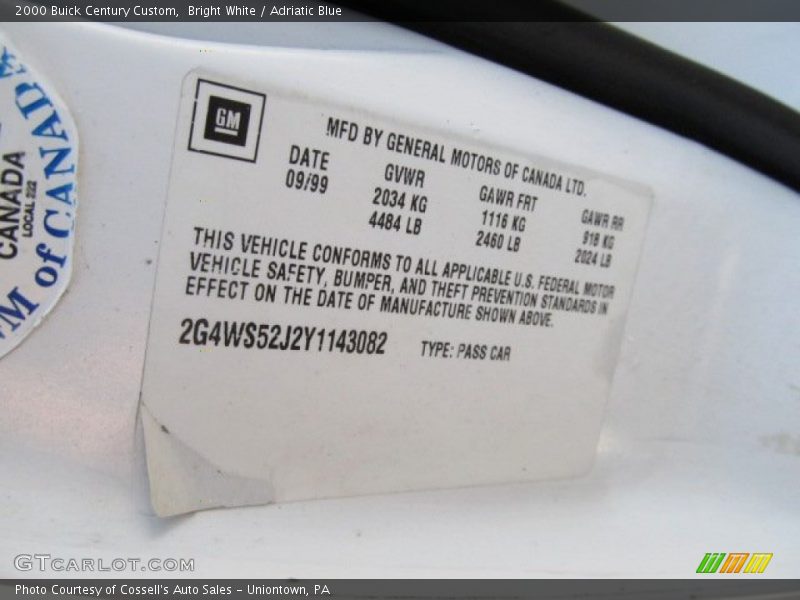 2000 Buick Century Custom, Bright White / Adriatic Blue
GM
MFD BY GENERAL MOTORS OF CANADA LTD.
DATE GVWR GAWR FRT GAWR RR
09/99 2034 KG 1116 KG 918 KG
4484 LB 2460 LB 2024 LB
THIS VEHICLE CONFORMS TO ALL APPLICABLE U.S. FEDERAL MOTOR
VEHICLE SAFETY, BUMPER, AND THEFT PREVENTION STANDARDS IN
EFFECT ON THE DATE OF MANUFACTURE SHOWN ABOVE.
2G4WS52J2Y1143082 TYPE: PASS CAR
CANADA
LOCAL 222
of CANADA
GTCARLOT.COM
Photo Courtesy of Cossell's Auto Sales - Uniontown, PA